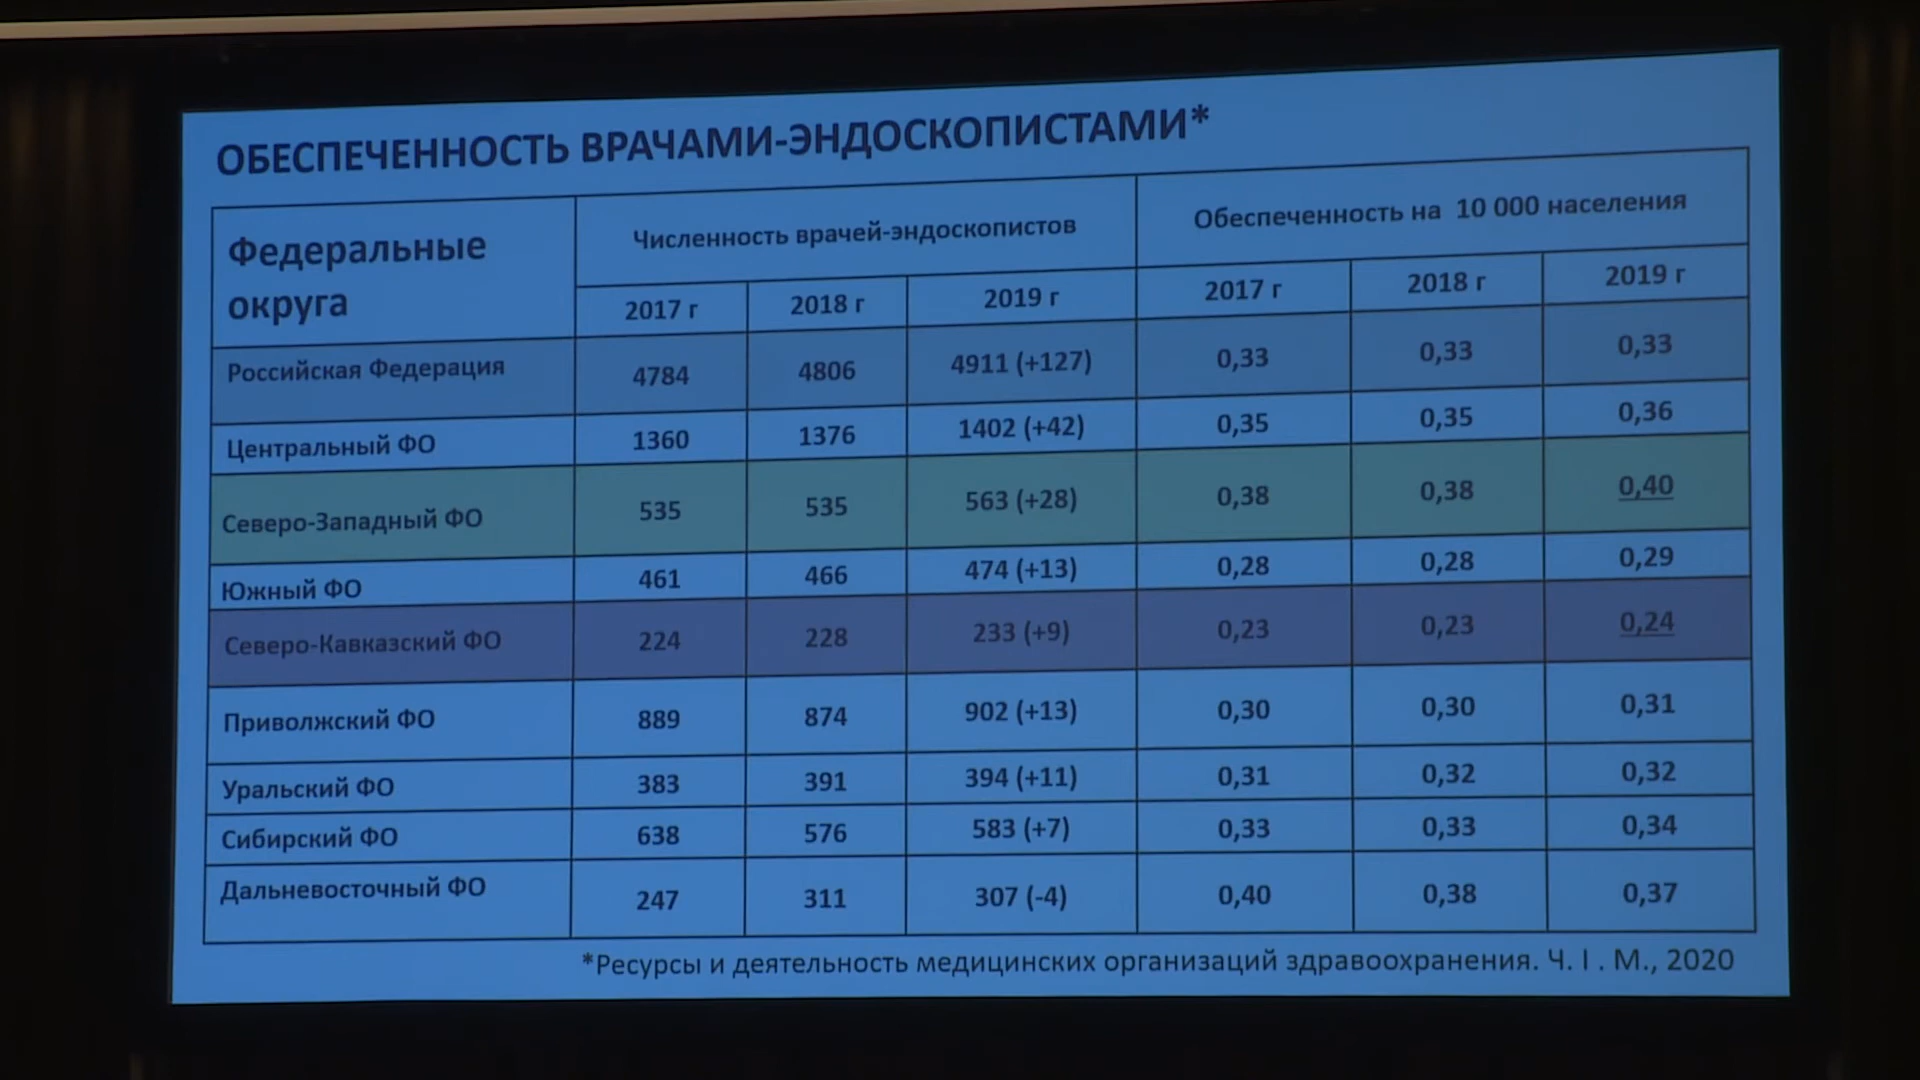 ОБЕСПЕЧЕННОСТЬ ВРАЧАМИ-ЭНДОСКОПИСТАМИ*
Федеральные округа Численность врачей-эндоскопистов Обеспеченность на 10 000 населения
2017 г 2018 г 2019 г 2017 г 2018 г 2019 г
Российская Федерация 4784 4806 4911 (+127) 0,33 0,33 0,33
Центральный ФО 1360 1376 1402 (+42) 0,35 0,35 0,36
Северо-Западный ФО 535 535 563 (+28) 0,38 0,38 0,40
Южный ФО 461 466 474 (+13) 0,28 0,28 0,29
Северо-Кавказский ФО 224 228 233 (+9) 0,23 0,23 0,24
Приволжский ФО 889 874 902 (+13) 0,30 0,30 0,31
Уральский ФО 383 391 394 (+11) 0,31 0,32 0,32
Сибирский ФО 638 576 583 (+7) 0,33 0,33 0,34
Дальневосточный ФО 247 311 307 (-4) 0,40 0,38 0,37
*Ресурсы и деятельность медицинских организаций здравоохранения. Ч. I . М., 2020